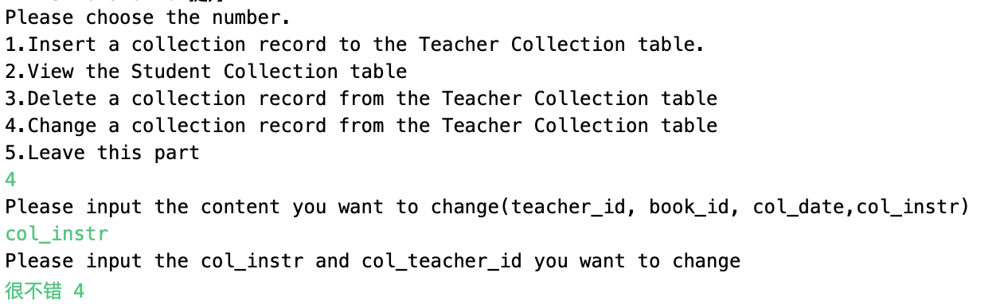 Please choose the number.
1.Insert a collection record to the Teacher Collection table.
2.View the Student Collection table
3.Delete a collection record from the Teacher Collection table
4.Change a collection record from the Teacher Collection table
5.Leave this part
4
Please input the content you want to change(teacher_id, book_id, col_date,col_instr)
col_instr
Please input the col_instr and col_teacher_id you want to change
很不错 4